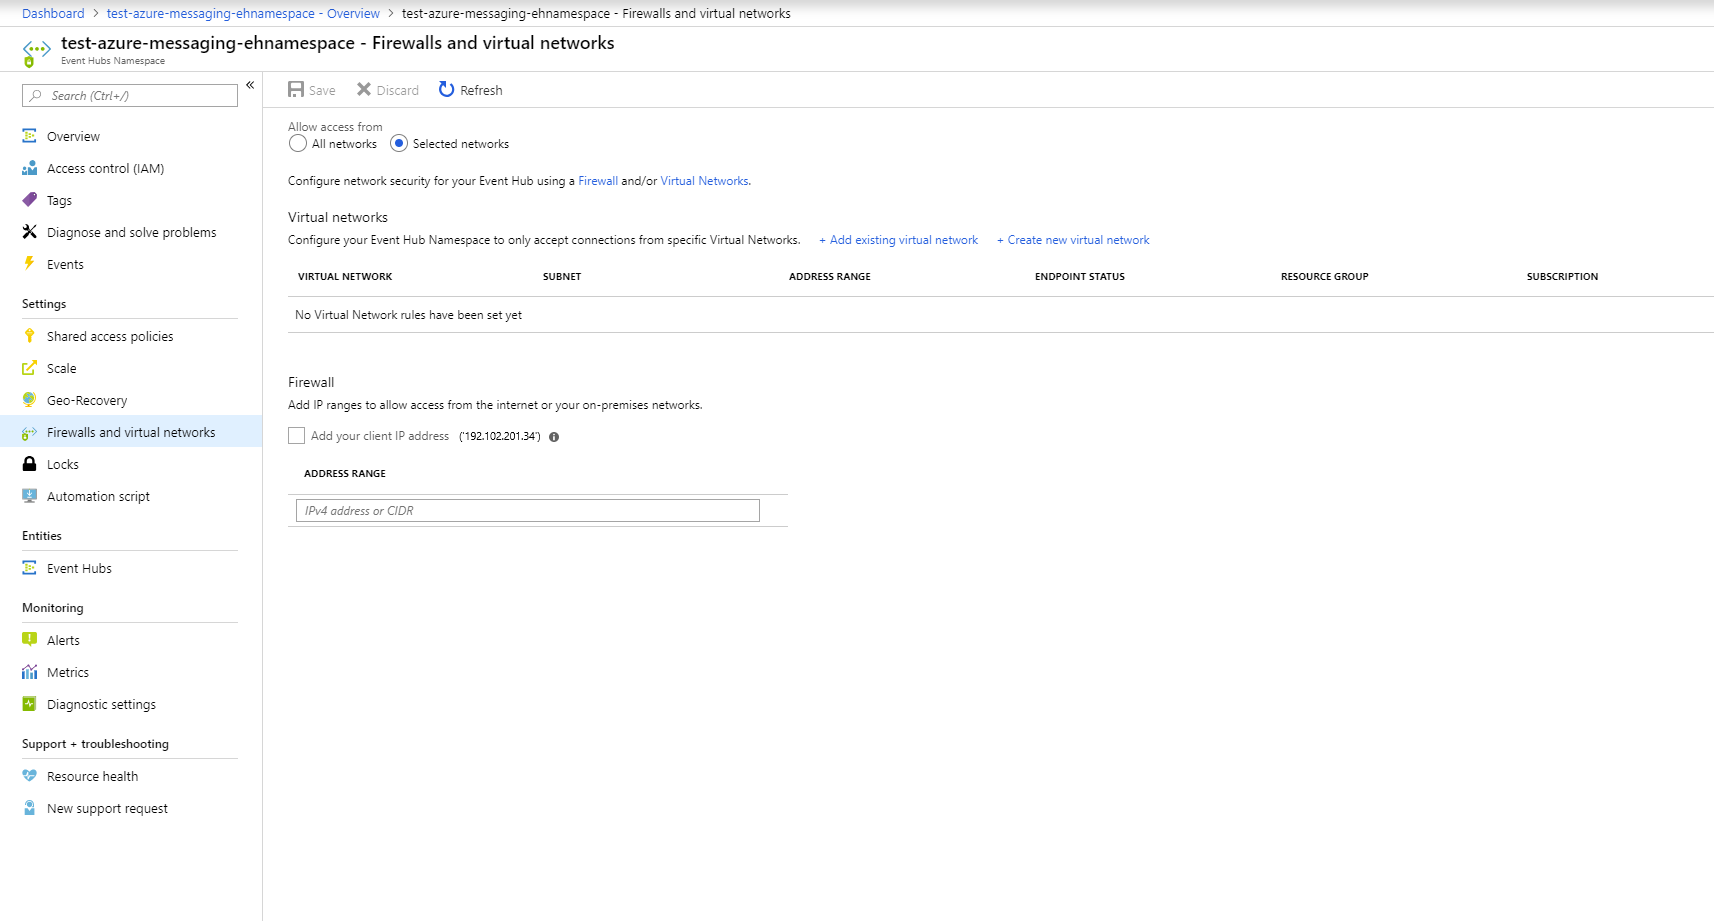 Dashboard > test-azure-messaging-ehnamespace - Overview > test-azure-messaging-ehnamespace - Firewalls and virtual networks
test-azure-messaging-ehnamespace - Firewalls and virtual networks
Event Hubs Namespace
Search (Ctrl+/)
«
Overview
Access control (IAM)
Tags
Diagnose and solve problems
Events
Settings
Shared access policies
Scale
Geo-Recovery
Firewalls and virtual networks
Locks
Automation script
Entities
Event Hubs
Monitoring
Alerts
Metrics
Diagnostic settings
Support + troubleshooting
Resource health
New support request
Save Discard Refresh
Allow access from
All networks Selected networks
Configure network security for your Event Hub using a Firewall and/or Virtual Networks.
Virtual networks
Configure your Event Hub Namespace to only accept connections from specific Virtual Networks. + Add existing virtual network + Create new virtual network
VIRTUAL NETWORK SUBNET ADDRESS RANGE ENDPOINT STATUS RESOURCE GROUP SUBSCRIPTION
No Virtual Network rules have been set yet
Firewall
Add IP ranges to allow access from the internet or your on-premises networks.
Add your client IP address ('192.102.201.34')
ADDRESS RANGE
IPv4 address or CIDR